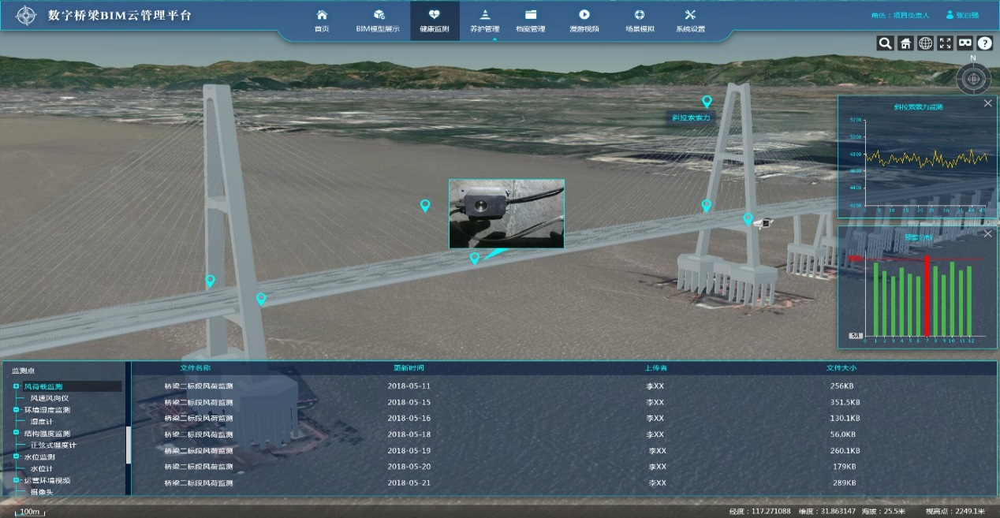 数字桥梁BIM云管理平台
首页 BIM模型展示 健康监测 养护管理 档案管理 漫游视频 场景模拟 系统设置
角色：项目负责人 张自强
N
斜拉索索力
斜拉索索力监测
52.00
50.00
48.00
46.00
44.00
42.00
0 5 10 15 20 25 30 35 40 45
预警分析
5月
0 1 2 3 4 5 6 7 8 9 10 11 12
监测点
风荷载监测
风速风向仪
环境湿度监测
湿度计
结构温度监测
正弦式温度计
水位监测
水位计
运营环境视频
摄像头
文件名称 更新时间 上传者 文件大小
桥梁二标段风荷监测 2018-05-11 李XX 256KB
桥梁二标段风荷监测 2018-05-15 李XX 351.5KB
桥梁二标段风荷监测 2018-05-16 李XX 130.1KB
桥梁二标段风荷监测 2018-05-18 李XX 56.0KB
桥梁二标段风荷监测 2018-05-19 李XX 260.1KB
桥梁二标段风荷监测 2018-05-20 李XX 179KB
桥梁二标段风荷监测 2018-05-21 李XX 289KB
100m
经度：117.271088 维度：31.863147 海拔：25.5米 视高点：2249.1米